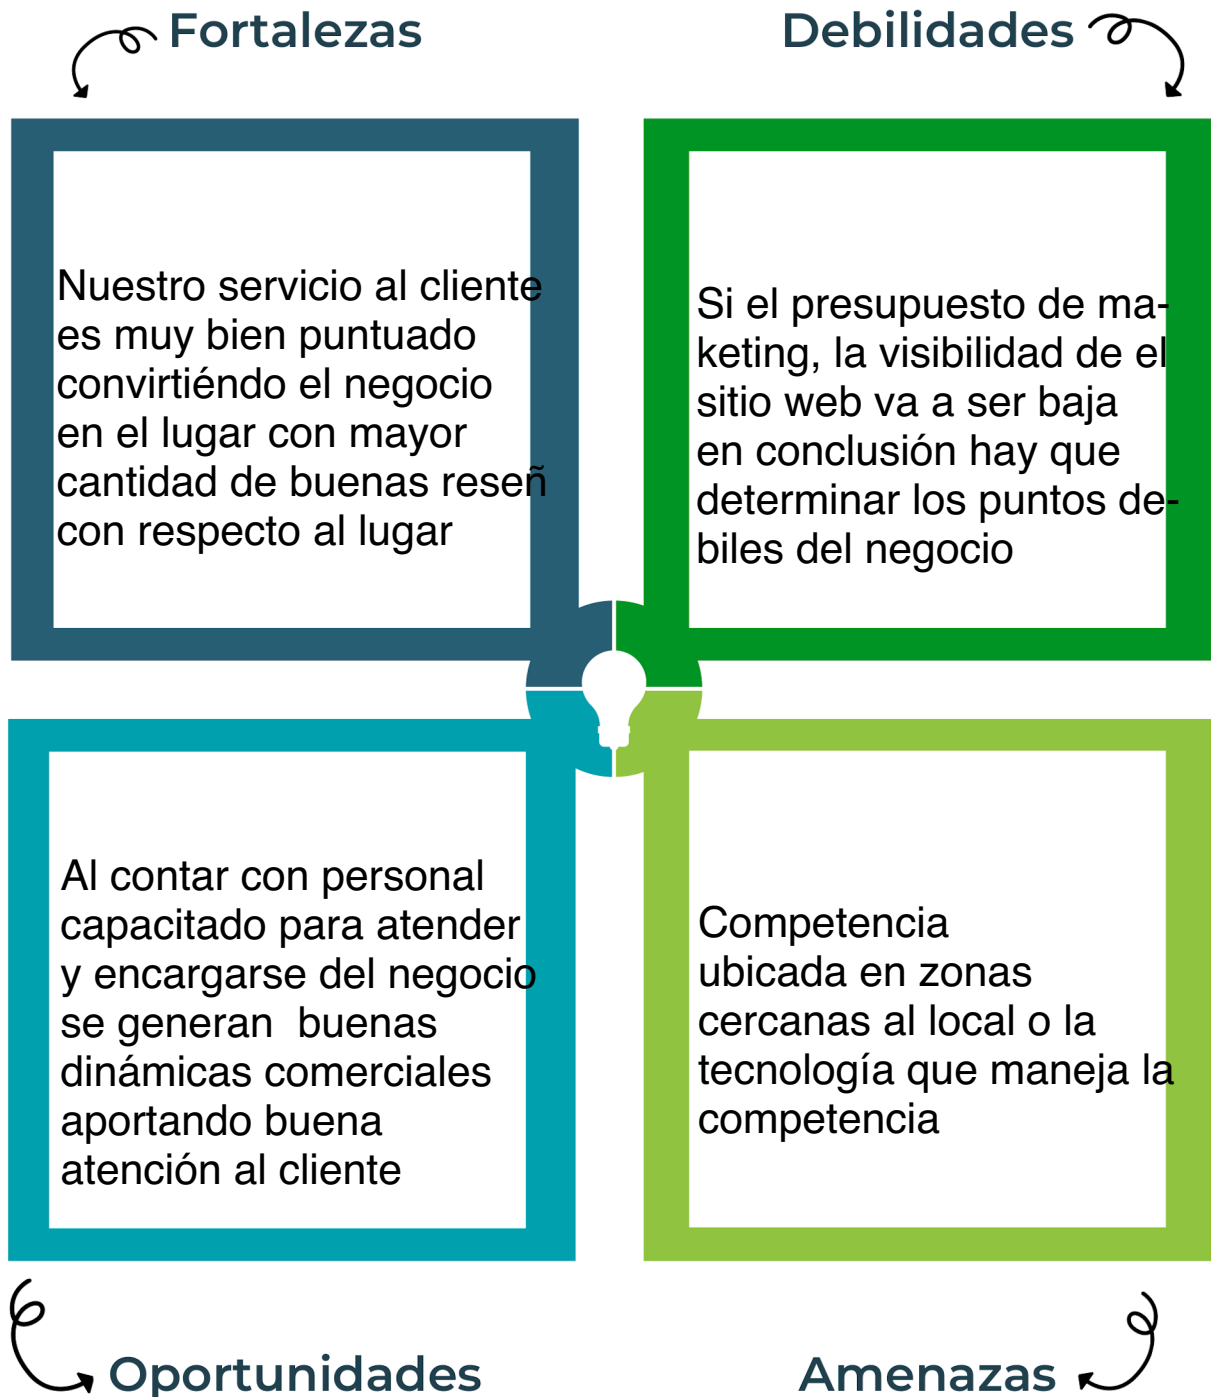 Fortalezas
Nuestro servicio al cliente
es muy bien puntuado
convirtiéndo el negocio
en el lugar con mayor
cantidad de buenas reseñ
con respecto al lugar
Debilidades
Si el presupuesto de ma-
keting, la visibilidad de el
sitio web va a ser baja
en conclusión hay que
determinar los puntos de-
biles del negocio
Al contar con personal
capacitado para atender
y encargarse del negocio
se generan buenas
dinámicas comerciales
aportando buena
atención al cliente
Oportunidades
Competencia
ubicada en zonas
cercanas al local o la
tecnología que maneja la
competencia
Amenazas